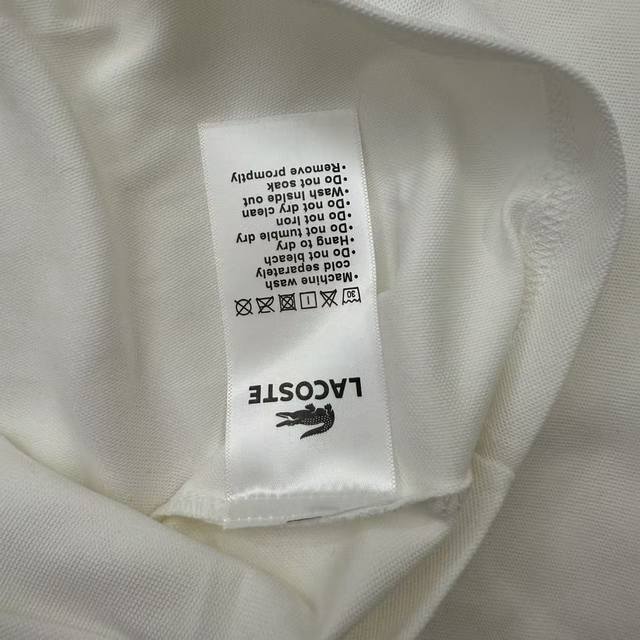 LACOSTE
30
•Machine wash
cold separately
•Do not bleach
•Hang to dry
•Do not tumble dry
•Do not Iron
•Do not dry clean
•Wash Inside out
•Do not soak
•Remove promptly